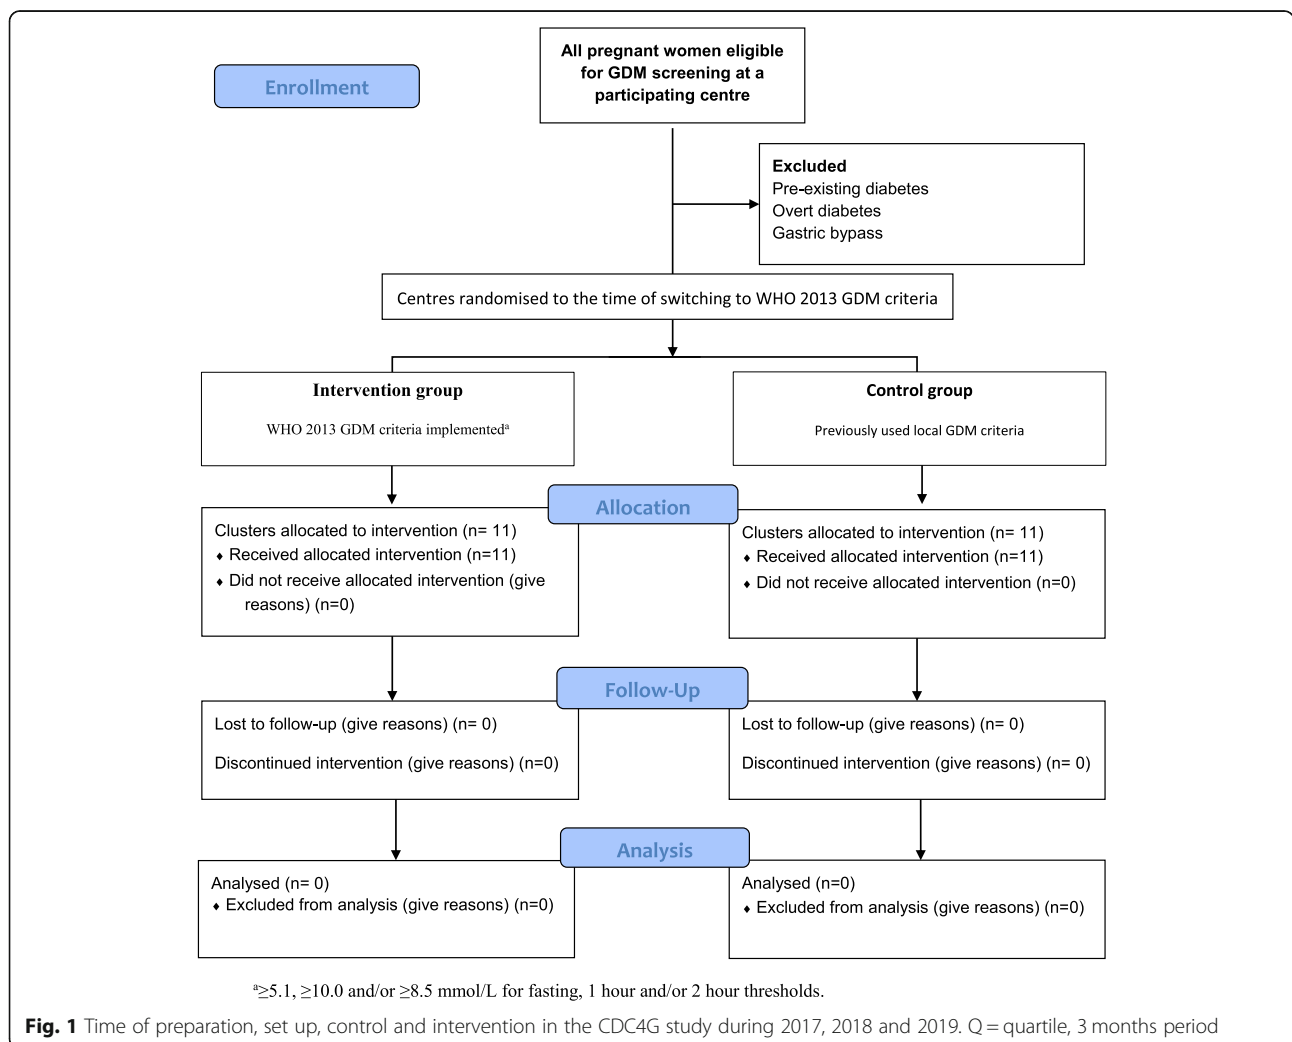 All pregnant women eligible
for GDM screening at a
participating centre
Enrollment
Excluded
Pre-existing diabetes
Overt diabetes
Gastric bypass
Centres randomised to the time of switching to WHO 2013 GDM criteria
Intervention group
WHO 2013 GDM criteria implementedᵃ
Control group
Previously used local GDM criteria
Allocation
Clusters allocated to intervention (n= 11)
♦ Received allocated intervention (n=11)
♦ Did not receive allocated intervention (give
reasons) (n=0)
Clusters allocated to intervention (n= 11)
♦ Received allocated intervention (n=11)
♦ Did not receive allocated intervention (n=0)
Follow-Up
Lost to follow-up (give reasons) (n= 0)
Discontinued intervention (give reasons) (n=0)
Lost to follow-up (give reasons) (n= 0)
Discontinued intervention (give reasons) (n= 0)
Analysis
Analysed (n= 0)
♦ Excluded from analysis (give reasons) (n=0)
Analysed (n=0)
♦ Excluded from analysis (give reasons) (n=0)
ᵃ≥5.1, ≥10.0 and/or ≥8.5 mmol/L for fasting, 1 hour and/or 2 hour thresholds.
Fig. 1 Time of preparation, set up, control and intervention in the CDC4G study during 2017, 2018 and 2019. Q = quartile, 3 months period